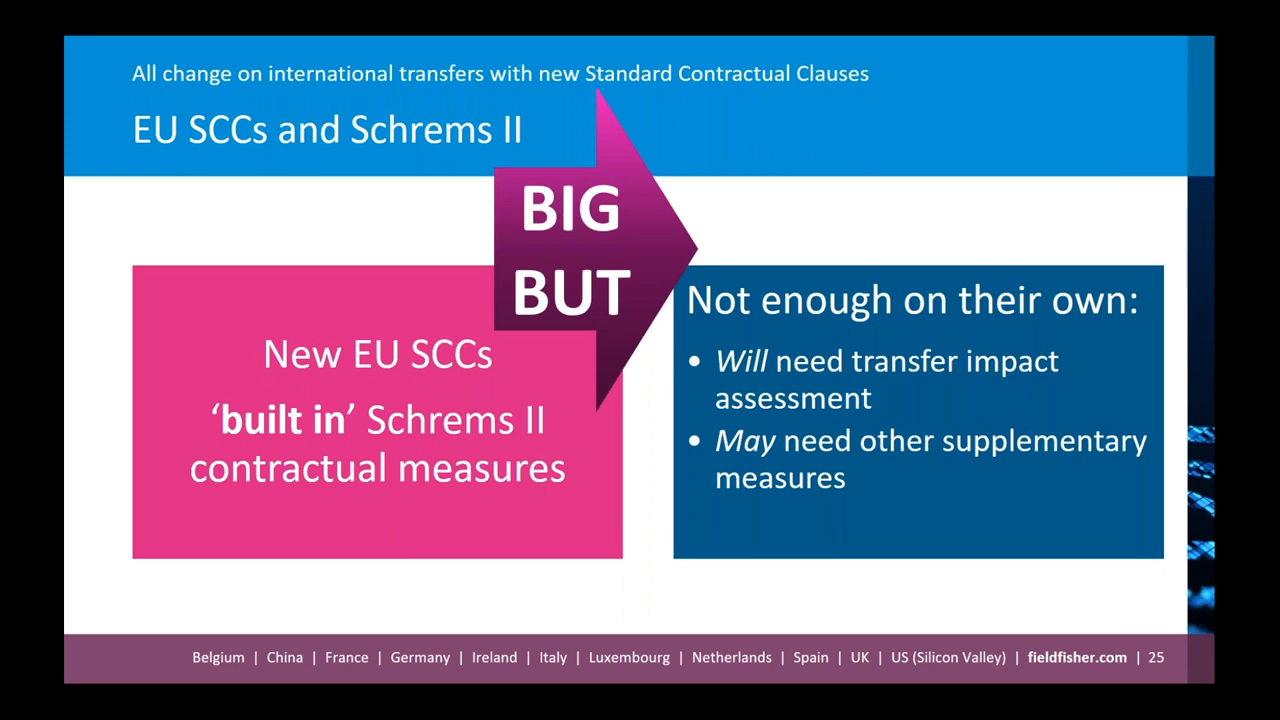 All change on international transfers with new Standard Contractual Clauses
EU SCCs and Schrems II
BIG
BUT
New EU SCCs
‘built in’ Schrems II
contractual measures
Not enough on their own:
• Will need transfer impact
assessment
• May need other supplementary
measures
Belgium | China | France | Germany | Ireland | Italy | Luxembourg | Netherlands | Spain | UK | US (Silicon Valley) | fieldfisher.com | 25